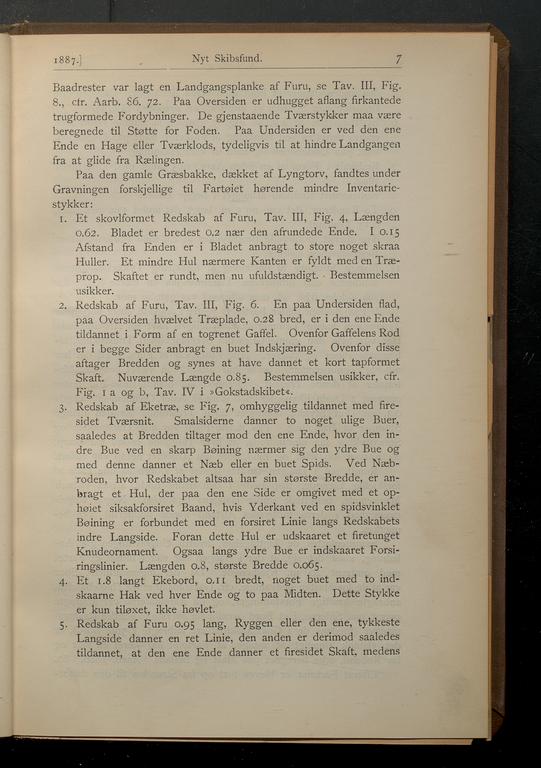 1887.] Nyt Skibsfund. 7
Baadrester var lagt en Landgangsplanke af Furu, se Tav. III, Fig.
8., cfr. Aarb. 86. 72. Paa Oversiden er udhugget aflang firkantede
trugformede Fordybninger. De gjenstaaende Tværstykker maa være
beregnede til Støtte for Foden. Paa Undersiden er ved den ene
Ende en Hage eller Tværklods, tydeligvis til at hindre Landgangen
fra at glide fra Rælingen.
Paa den gamle Græsbakke, dækket af Lyngtorv, fandtes under
Gravningen forskjellige til Fartøiet hørende mindre Inventarie-
stykker:
1. Et skovlformet Redskab af Furu, Tav. III, Fig. 4, Længden
0.62. Bladet er bredest 0.2 nær den afrundede Ende. I 0.15
Afstand fra Enden er i Bladet anbragt to store noget skraa
Huller. Et mindre Hul nærmere Kanten er fyldt med en Træ-
prop. Skaftet er rundt, men nu ufuldstændigt. Bestemmelsen
usikker.
2. Redskab af Furu, Tav. III, Fig. 6. En paa Undersiden flad,
paa Oversiden hvælvet Træplade, 0.28 bred, er i den ene Ende
tildannet i Form af en togrenet Gaffel. Ovenfor Gaffelens Rod
er i begge Sider anbragt en buet Indskjæring. Ovenfor disse
aftager Bredden og synes at have dannet et kort tapformet
Skaft. Nuværende Længde 0.85. Bestemmelsen usikker, cfr.
Fig. 1 a og b, Tav. IV i »Gokstadskibet«.
3. Redskab af Eketræ, se Fig. 7, omhyggelig tildannet med fire-
sidet Tværsnit. Smalsiderne danner to noget ulige Buer,
saaledes at Bredden tiltager mod den ene Ende, hvor den in-
dre Bue ved en skarp Bøining nærmer sig den ydre Bue og
med denne danner et Næb eller en buet Spids. Ved Næb-
roden, hvor Redskabet altsaa har sin største Bredde, er an-
bragt et Hul, der paa den ene Side er omgivet med et op-
høiet siksakforsiret Baand, hvis Yderkant ved en spidsvinklet
Bøining er forbundet med en forsiret Linie langs Redskabets
indre Langside. Foran dette Hul er udskaaret et firetunget
Knudeornament. Ogsaa langs ydre Bue er indskaaret Forsi-
ringslinier. Længden 0.8, største Bredde 0.065.
4. Et 1.8 langt Ekebord, 0.11 bredt, noget buet med to ind-
skaarne Hak ved hver Ende og to paa Midten. Dette Stykke
er kun tiløxet, ikke høvlet.
5. Redskab af Furu 0.95 lang, Ryggen eller den ene, tykkeste
Langside danner en ret Linie, den anden er derimod saaledes
tildannet, at den ene Ende danner et firesidet Skaft, medens